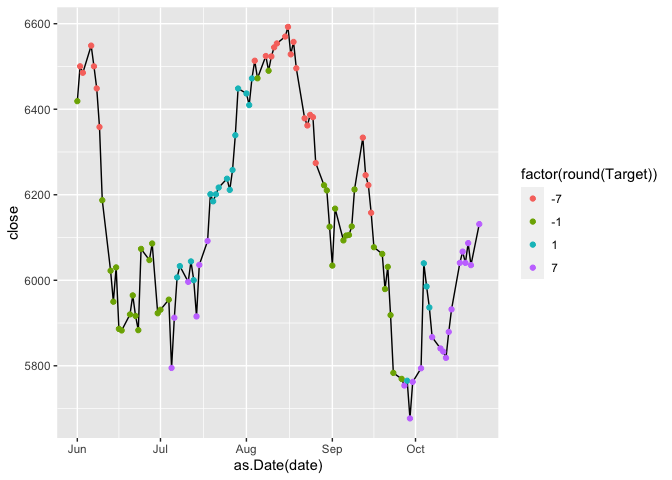 6600
6400
6200
6000
5800
close
Jun Jul Aug Sep Oct
as.Date(date)
factor(round(Target))
-7
-1
1
7